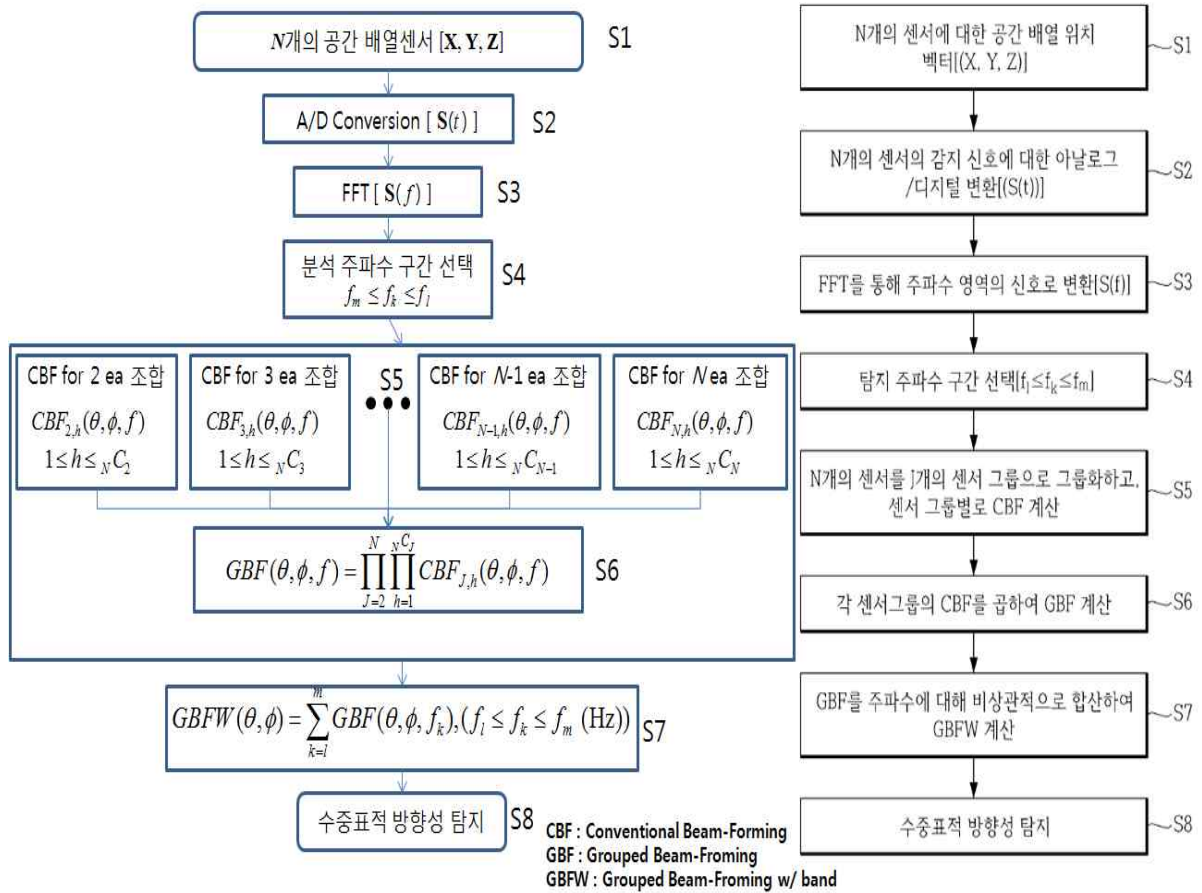 N개의 공간 배열센서 [X, Y, Z]
S1
A/D Conversion [ S(t) ]
S2
FFT [ S(f) ]
S3
분석 주파수 구간 선택
f_m ≤ f_k ≤ f_l
S4
CBF for 2 ea 조합
CBF_{2,h}(θ,ϕ,f)
1 ≤ h ≤ _NC_2
CBF for 3 ea 조합
CBF_{3,h}(θ,ϕ,f)
1 ≤ h ≤ _NC_3
S5
●●●
CBF for N-1 ea 조합
CBF_{N-1,h}(θ,ϕ,f)
1 ≤ h ≤ _NC_{N-1}
CBF for N ea 조합
CBF_{N,h}(θ,ϕ,f)
1 ≤ h ≤ _NC_N
GBF(θ,ϕ,f) = ∏_{J=2}^{N} ∏_{h=1}^{_NC_J} CBF_{J,h}(θ,ϕ,f)
S6
GBFW(θ,ϕ) = ∑_{k=l}^{m} GBF(θ,ϕ,f_k),(f_l ≤ f_k ≤ f_m (Hz))
S7
수중표적 방향성 탐지
S8
CBF : Conventional Beam-Forming
GBF : Grouped Beam-Froming
GBFW : Grouped Beam-Froming w/ band
N개의 센서에 대한 공간 배열 위치
벡터[(X, Y, Z)]
S1
N개의 센서의 감지 신호에 대한 아날로그
/디지털 변환[(S(t))]
S2
FFT를 통해 주파수 영역의 신호로 변환[S(f)]
S3
탐지 주파수 구간 선택[f_l≤f_k≤f_m]
S4
N개의 센서를 J개의 센서 그룹으로 그룹화하고,
센서 그룹별로 CBF 계산
S5
각 센서그룹의 CBF를 곱하여 GBF 계산
S6
GBF를 주파수에 대해 비상관적으로 합산하여
GBFW 계산
S7
수중표적 방향성 탐지
S8